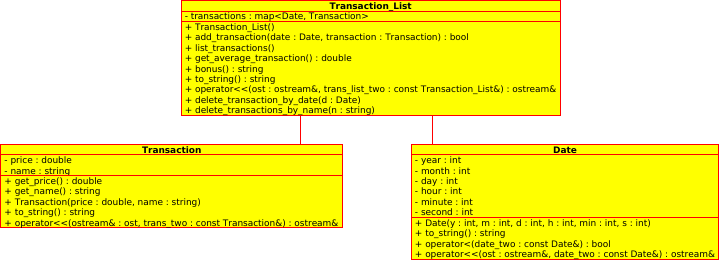 Transaction_List
- transactions : map<Date, Transaction>
+ Transaction_List()
+ add_transaction(date : Date, transaction : Transaction) : bool
+ list_transactions()
+ get_average_transaction() : double
+ bonus() : string
+ to_string() : string
+ operator<<(ost : ostream&, trans_list_two : const Transaction_List&) : ostream&
+ delete_transaction_by_date(d : Date)
+ delete_transactions_by_name(n : string)
Transaction
- price : double
- name : string
+ get_price() : double
+ get_name() : string
+ Transaction(price : double, name : string)
+ to_string() : string
+ operator<<(ostream& : ost, trans_two : const Transaction&) : ostream&
Date
- year : int
- month : int
- day : int
- hour : int
- minute : int
- second : int
+ Date(y : int, m : int, d : int, h : int, min : int, s : int)
+ to_string() : string
+ operator<(date_two : const Date&) : bool
+ operator<<(ost : ostream&, date_two : const Date&) : ostream&